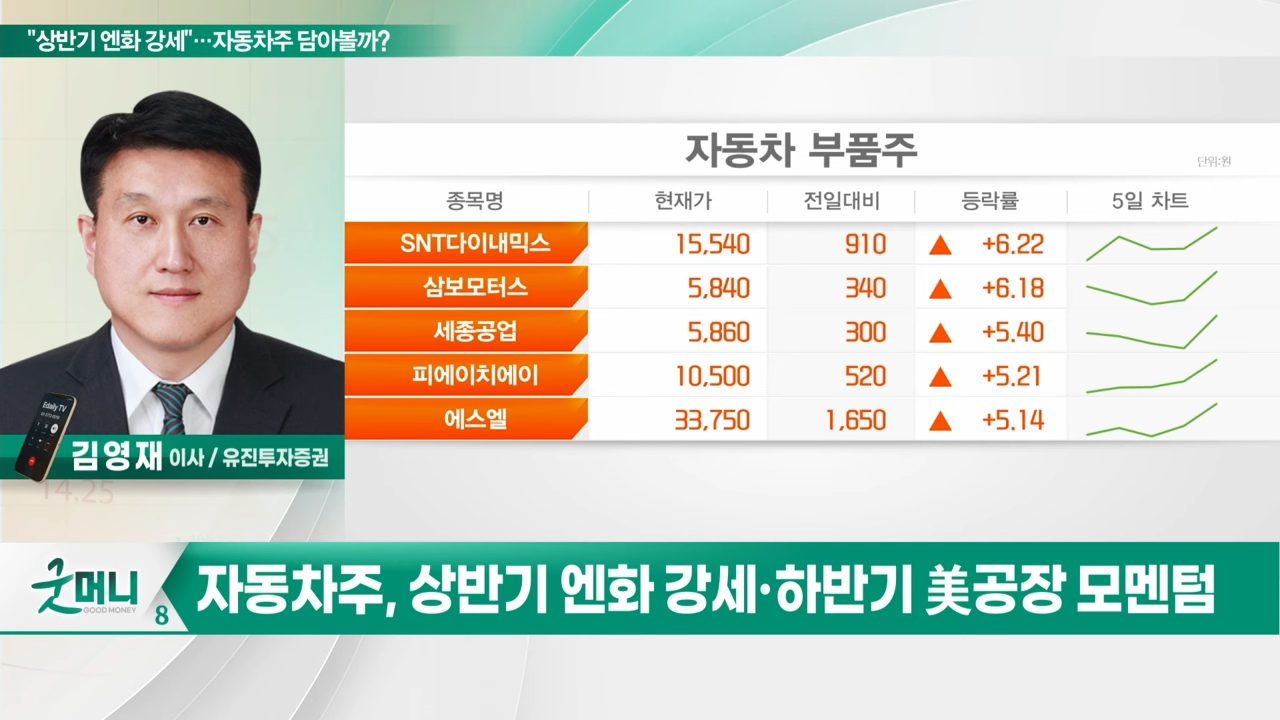 "상반기 엔화 강세"…자동차주 담아볼까?
자동차 부품주
단위:원
종목명 현재가 전일대비 등락률 5일 차트
SNT다이내믹스 15,540 910 ▲ +6.22
삼보모터스 5,840 340 ▲ +6.18
세종공업 5,860 300 ▲ +5.40
피에이치에이 10,500 520 ▲ +5.21
에스엘 33,750 1,650 ▲ +5.14
Edaily TV
김영재 이사 / 유진투자증권
14.25
굿머니
GOOD MONEY
8
자동차주, 상반기 엔화 강세·하반기 美공장 모멘텀